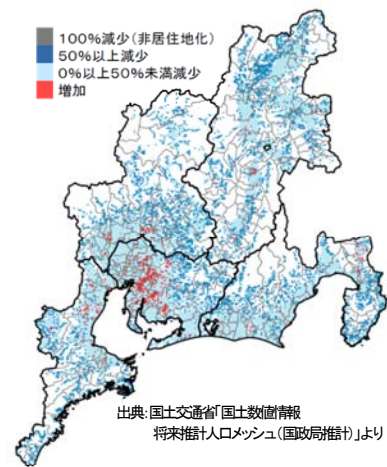 100%減少(非居住地化)
50%以上減少
0%以上50%未満減少
増加
出典:国土交通省「国土数値情報
将来推計人口メッシュ(国政局推計)」より